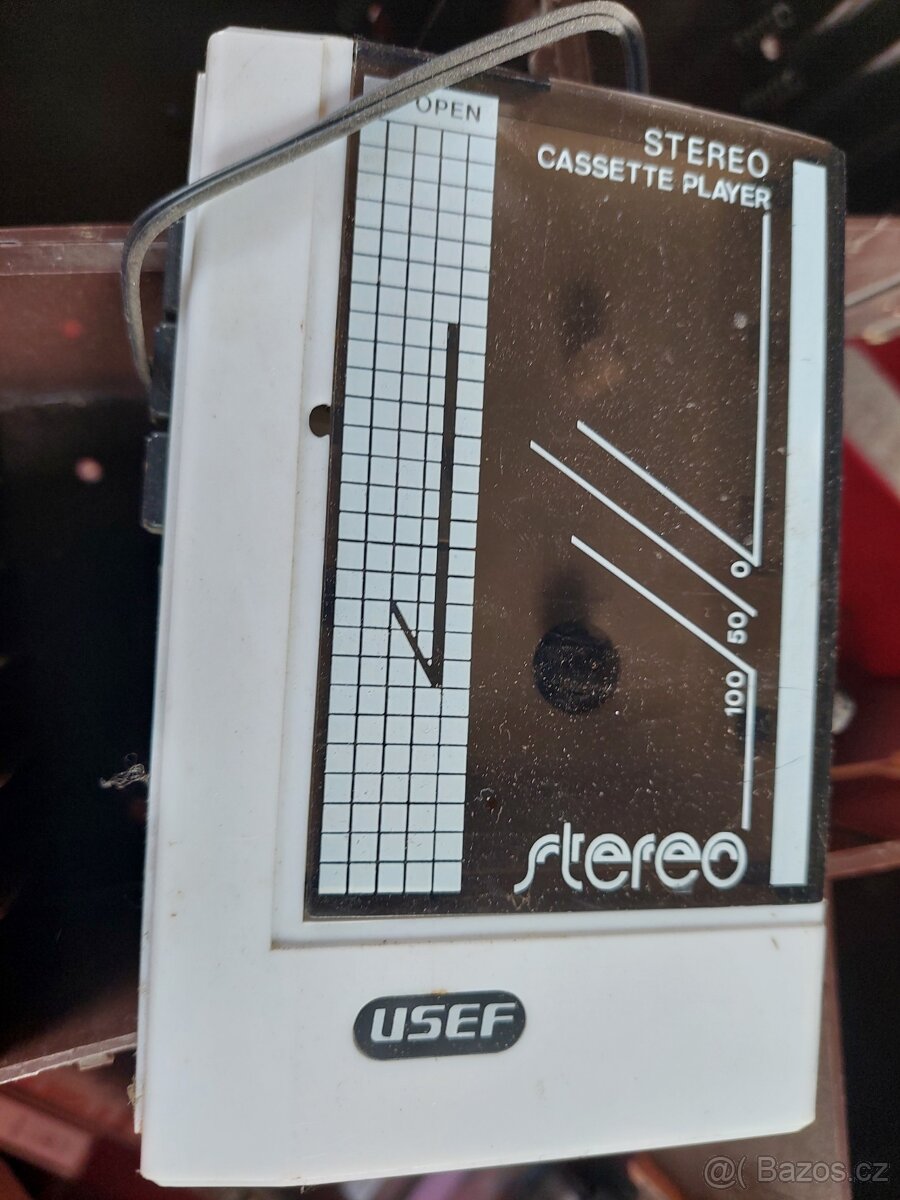 OPEN
STEREO
CASSETTE PLAYER
0
50
100
stereo
USEF
@( Bazos.cz